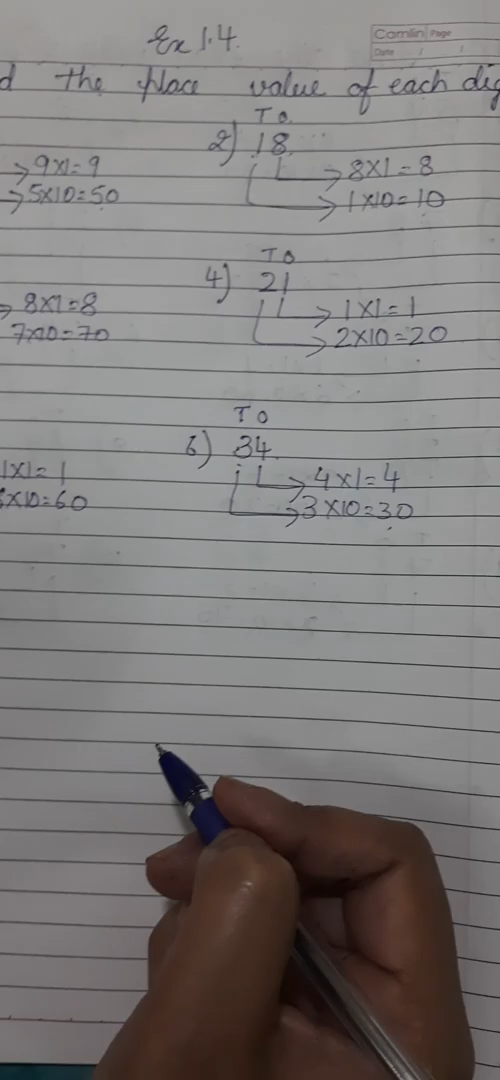 Ex 1.4.
Camlin Page
Date / /
d the place value of each dig
T O
2) 18
→ 9x1=9
→ 8x1=8
→ 5x10=50
→ 1x10=10
T O
4) 21
→ 8x1=8
→ 1x1=1
7x10=70
→ 2x10=20
T O
6) 34
1x1=1
→ 4x1=4
6x10=60
→ 3x10=30